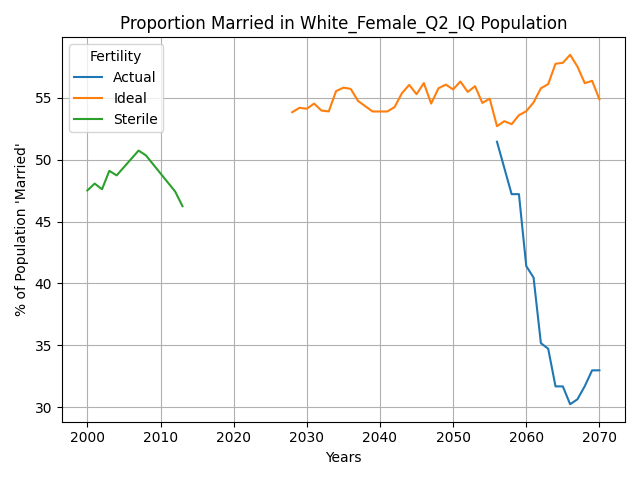 Proportion Married in White_Female_Q2_IQ Population
Fertility
Actual
Ideal
Sterile
% of Population 'Married'
55
50
45
40
35
30
2000 2010 2020 2030 2040 2050 2060 2070
Years